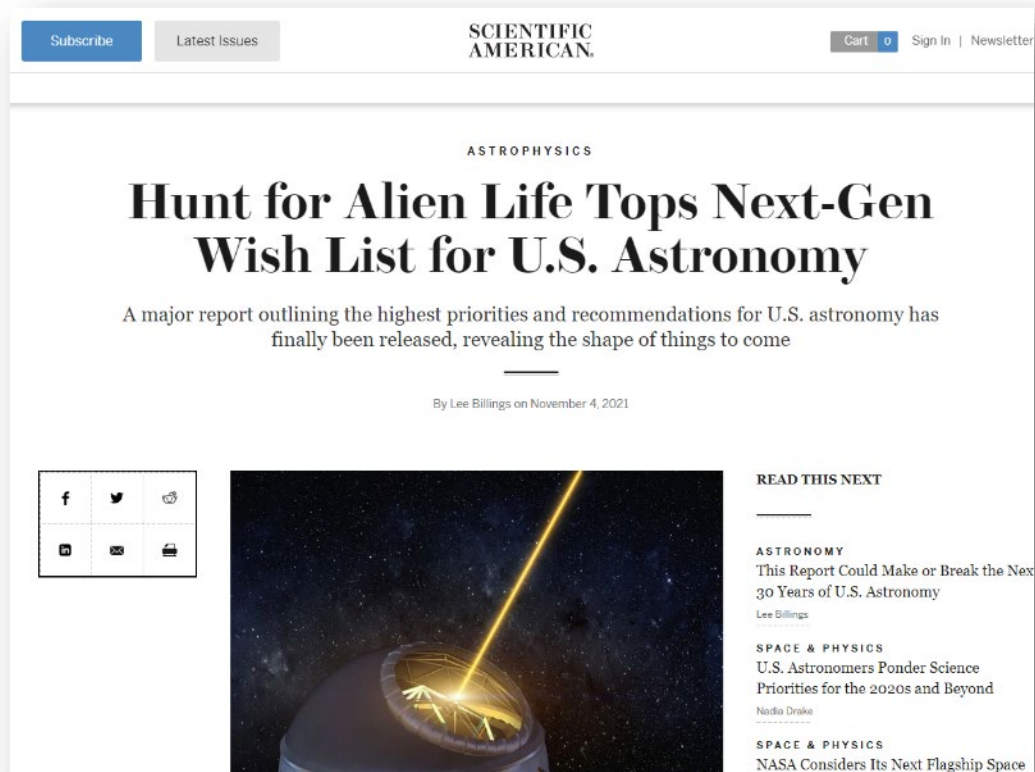 Subscribe
Latest Issues
SCIENTIFIC
AMERICAN.
Cart 0
Sign In | Newsletter
ASTROPHYSICS
Hunt for Alien Life Tops Next-Gen
Wish List for U.S. Astronomy
A major report outlining the highest priorities and recommendations for U.S. astronomy has
finally been released, revealing the shape of things to come
By Lee Billings on November 4, 2021
READ THIS NEXT
ASTRONOMY
This Report Could Make or Break the Nex
30 Years of U.S. Astronomy
Lee Billings
SPACE & PHYSICS
U.S. Astronomers Ponder Science
Priorities for the 2020s and Beyond
Nadia Drake
SPACE & PHYSICS
NASA Considers Its Next Flagship Space